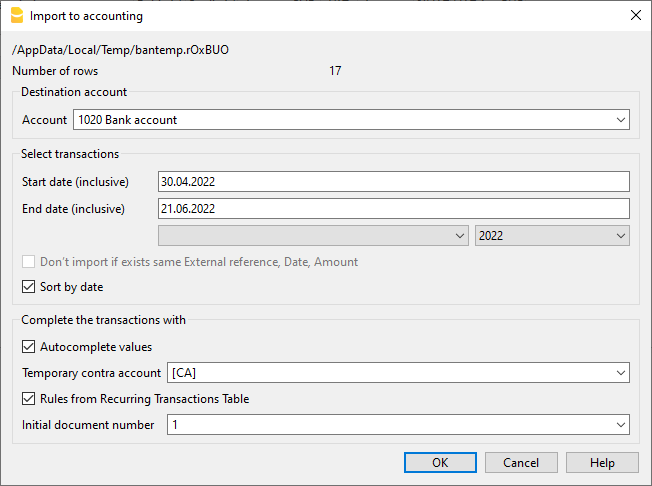 Import to accounting
/AppData/Local/Temp/bantemp.rOxBUO
Number of rows 17
Destination account
Account 1020 Bank account
Select transactions
Start date (inclusive) 30.04.2022
End date (inclusive) 21.06.2022
2022
Don't import if exists same External reference, Date, Amount
Sort by date
Complete the transactions with
Autocomplete values
Temporary contra account [CA]
Rules from Recurring Transactions Table
Initial document number 1
OK Cancel Help